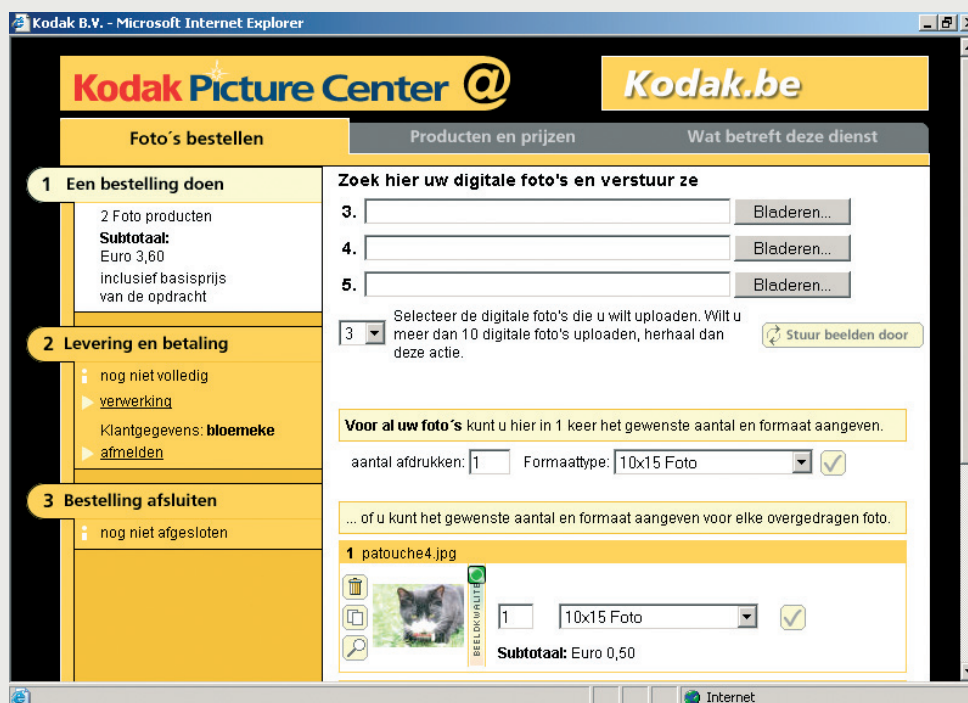 Kodak B.V. - Microsoft Internet Explorer
Kodak Picture Center @
Kodak.be
Foto´s bestellen
Producten en prijzen
Wat betreft deze dienst
1 Een bestelling doen
2 Foto producten
Subtotaal:
Euro 3,60
inclusief basisprijs
van de opdracht
2 Levering en betaling
nog niet volledig
verwerking
Klantgegevens: bloemeke
afmelden
3 Bestelling afsluiten
nog niet afgesloten
Zoek hier uw digitale foto's en verstuur ze
3. Bladeren...
4. Bladeren...
5. Bladeren...
3
Selecteer de digitale foto's die u wilt uploaden. Wilt u
meer dan 10 digitale foto's uploaden, herhaal dan
deze actie.
Stuur beelden door
Voor al uw foto´s kunt u hier in 1 keer het gewenste aantal en formaat aangeven.
aantal afdrukken: 1 Formaattype: 10x15 Foto
... of u kunt het gewenste aantal en formaat aangeven voor elke overgedragen foto.
1 patouche4.jpg
BEELDKWALITE
1 10x15 Foto
Subtotaal: Euro 0,50
Internet